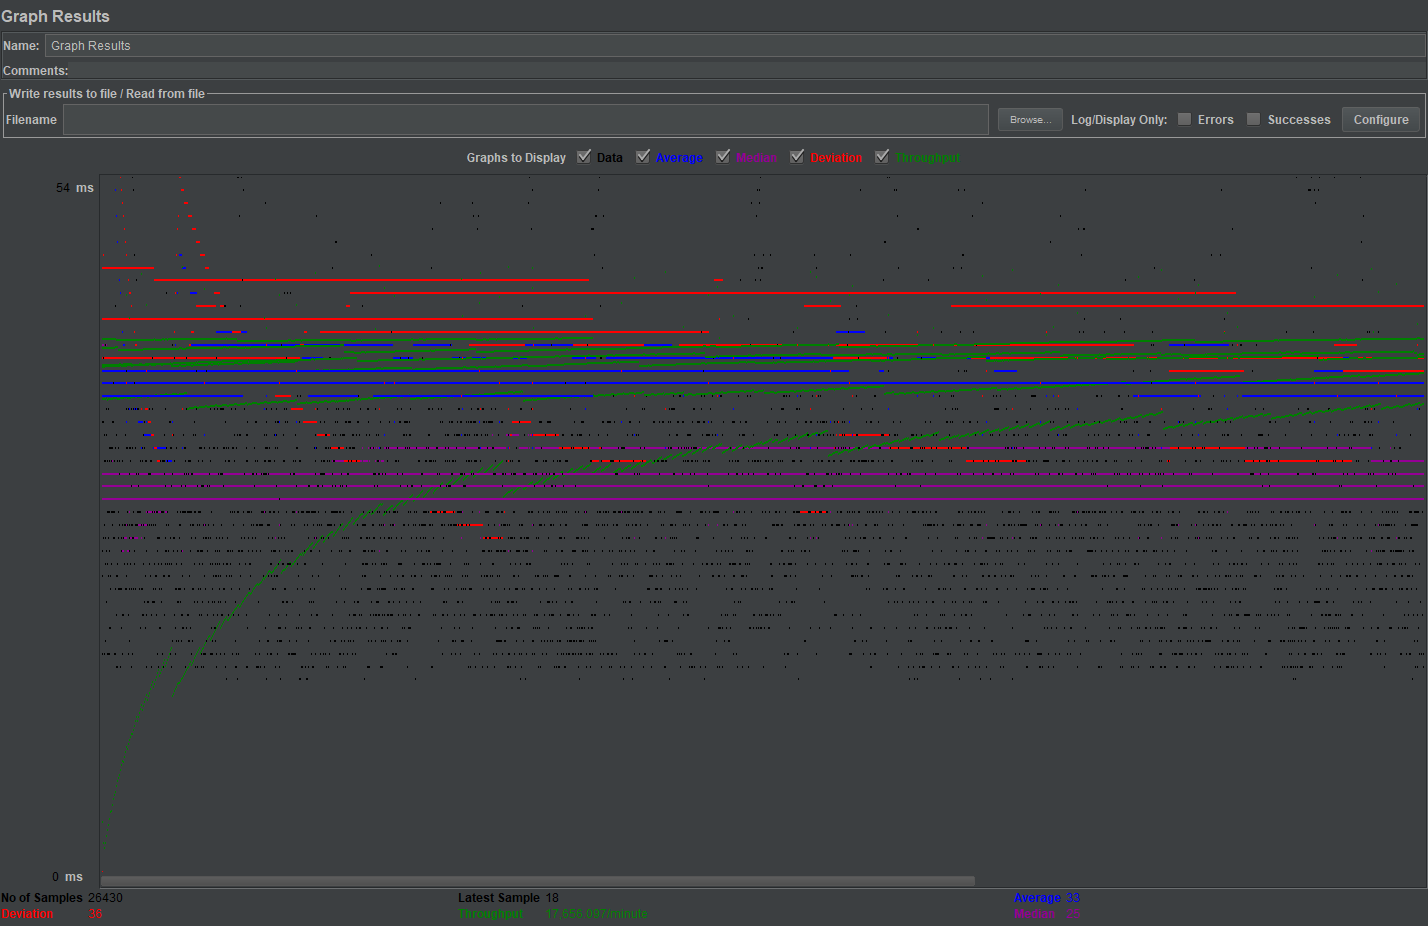 Graph Results
Name: Graph Results
Comments:
Write results to file / Read from file
Filename Browse... Log/Display Only: Errors Successes Configure
Graphs to Display Data Average Median Deviation Throughput
54 ms
0 ms
No of Samples 26430 Latest Sample 18 Average 33
Deviation 36 Throughput 17,656.097/minute Median